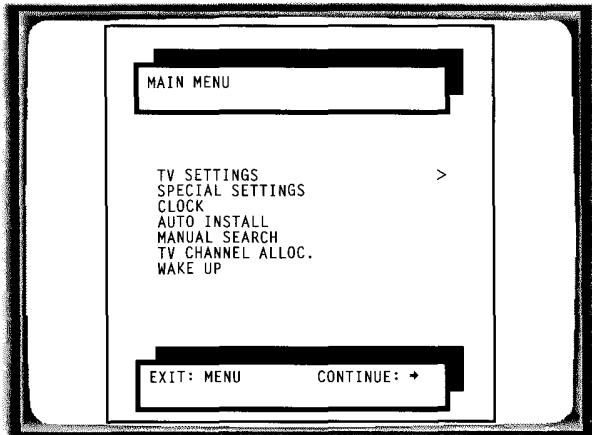 MAIN MENU
TV SETTINGS >
SPECIAL SETTINGS
CLOCK
AUTO INSTALL
MANUAL SEARCH
TV CHANNEL ALLOC.
WAKE UP
EXIT: MENU CONTINUE: →